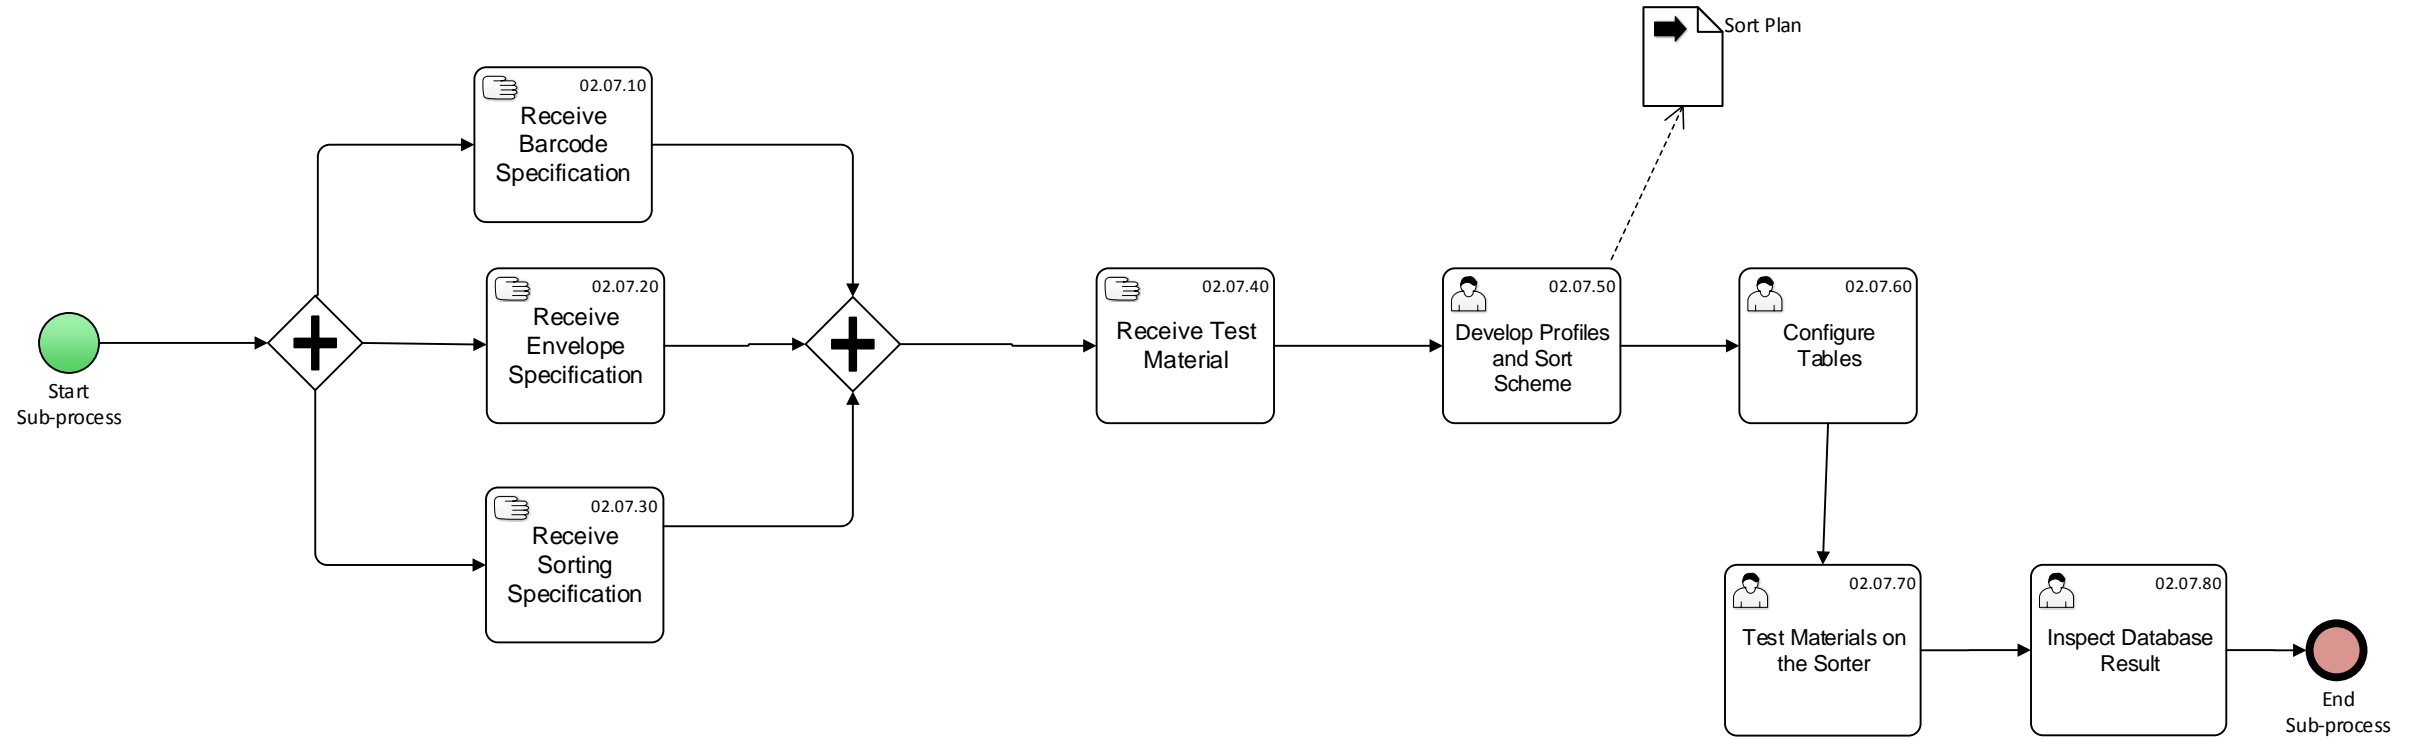 Sort Plan
02.07.10
Receive
Barcode
Specification
02.07.20
Receive
Envelope
Specification
02.07.40
Receive Test
Material
02.07.50
Develop Profiles
and Sort
Scheme
02.07.60
Configure
Tables
Start
Sub-process
02.07.30
Receive
Sorting
Specification
02.07.70
Test Materials on
the Sorter
02.07.80
Inspect Database
Result
End
Sub-process